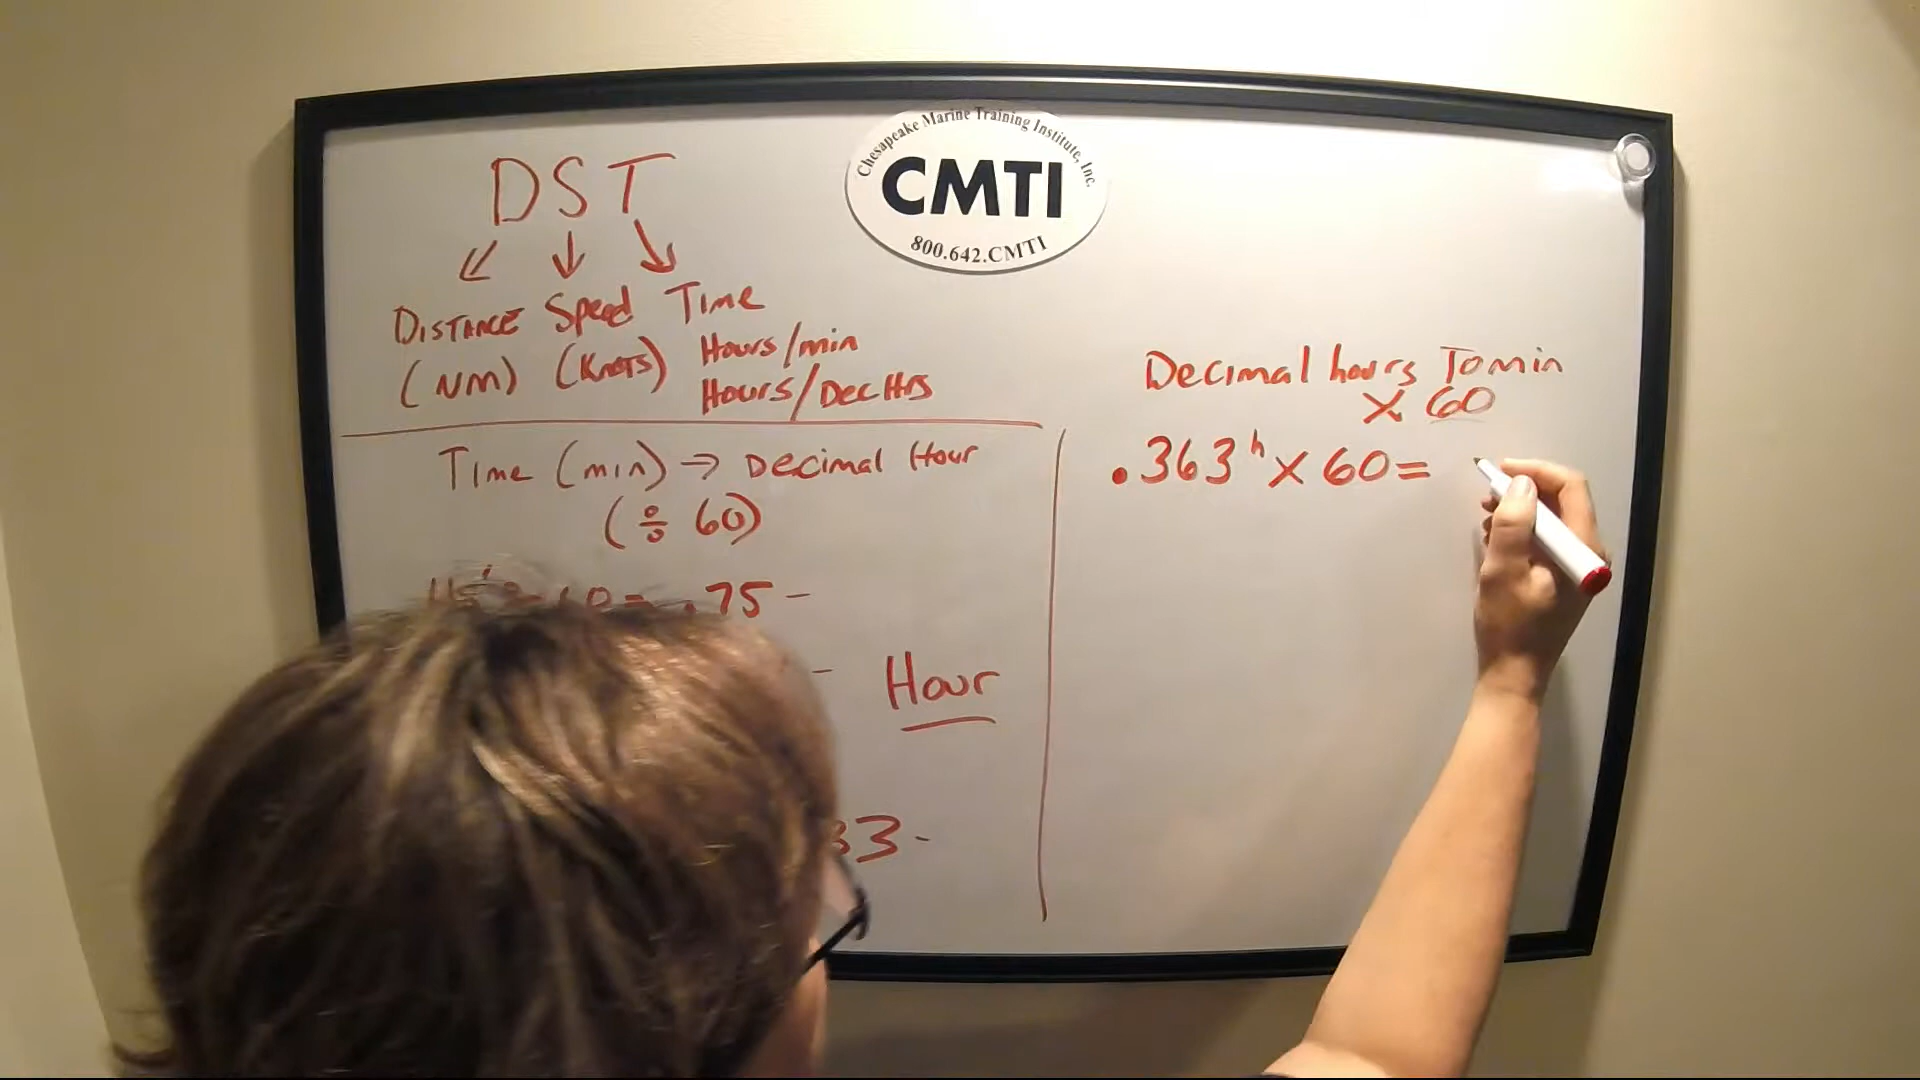 Chesapeake Marine Training Institute, Inc.
CMTI
800.642.CMTI
DST
DISTANCE Speed Time
(NM) (Knots) Hours/min
Hours/Dec Hrs
Time (min) → Decimal Hour
(÷ 60)
.75 -
Hour
33 -
Decimal hours To min
x 60
.363ʰ x 60 =